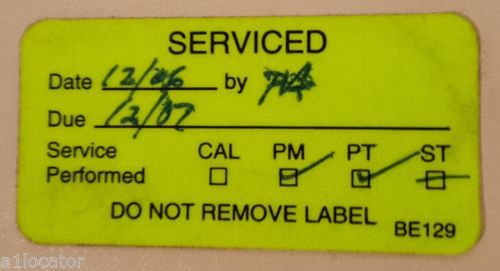 SERVICED
Date 12/06 by
Due 12/07
Service CAL PM PT ST
Performed
DO NOT REMOVE LABEL
BE129
a1locator